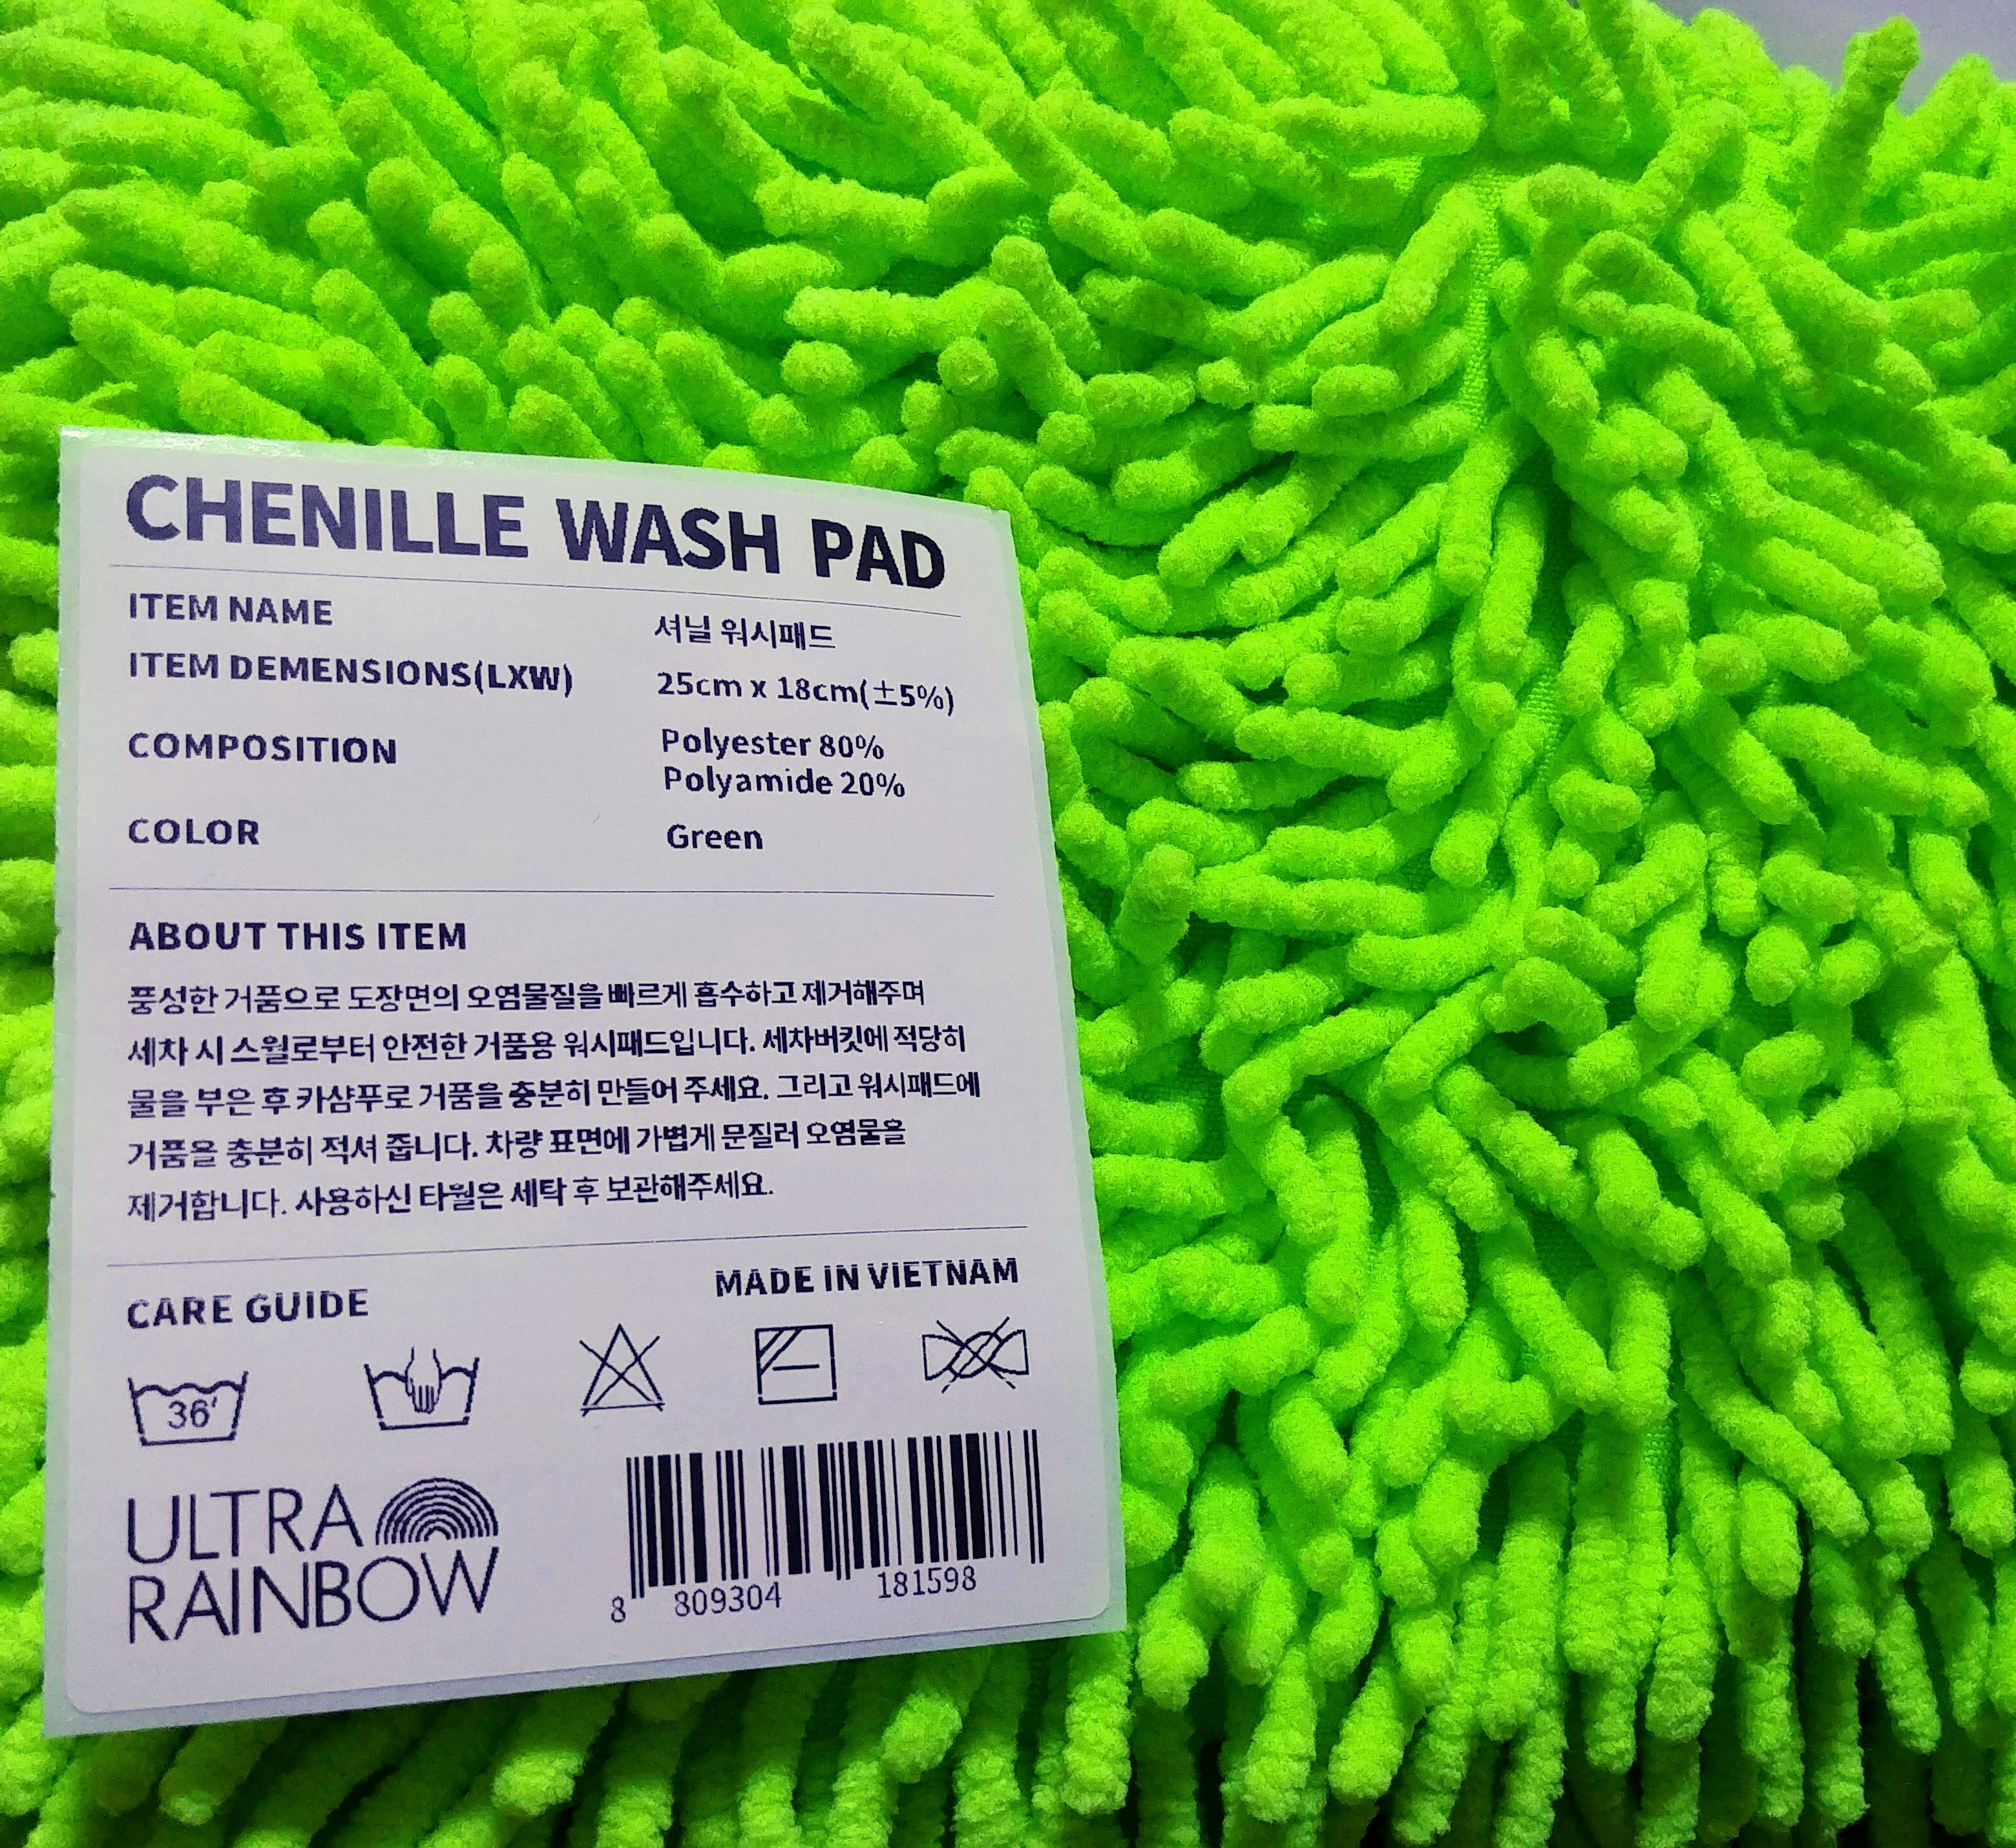 CHENILLE WASH PAD
ITEM NAME 셔닐 워시패드
ITEM DEMENSIONS(LXW) 25cm x 18cm(±5%)
COMPOSITION Polyester 80%
Polyamide 20%
COLOR Green
ABOUT THIS ITEM
풍성한 거품으로 도장면의 오염물질을 빠르게 흡수하고 제거해주며
세차 시 스월로부터 안전한 거품용 워시패드입니다. 세차버킷에 적당히
물을 부은 후 카샴푸로 거품을 충분히 만들어 주세요. 그리고 워시패드에
거품을 충분히 적셔 줍니다. 차량 표면에 가볍게 문질러 오염물을
제거합니다. 사용하신 타월은 세탁 후 보관해주세요.
CARE GUIDE MADE IN VIETNAM
36′
ULTRA
RAINBOW
8 809304 181598